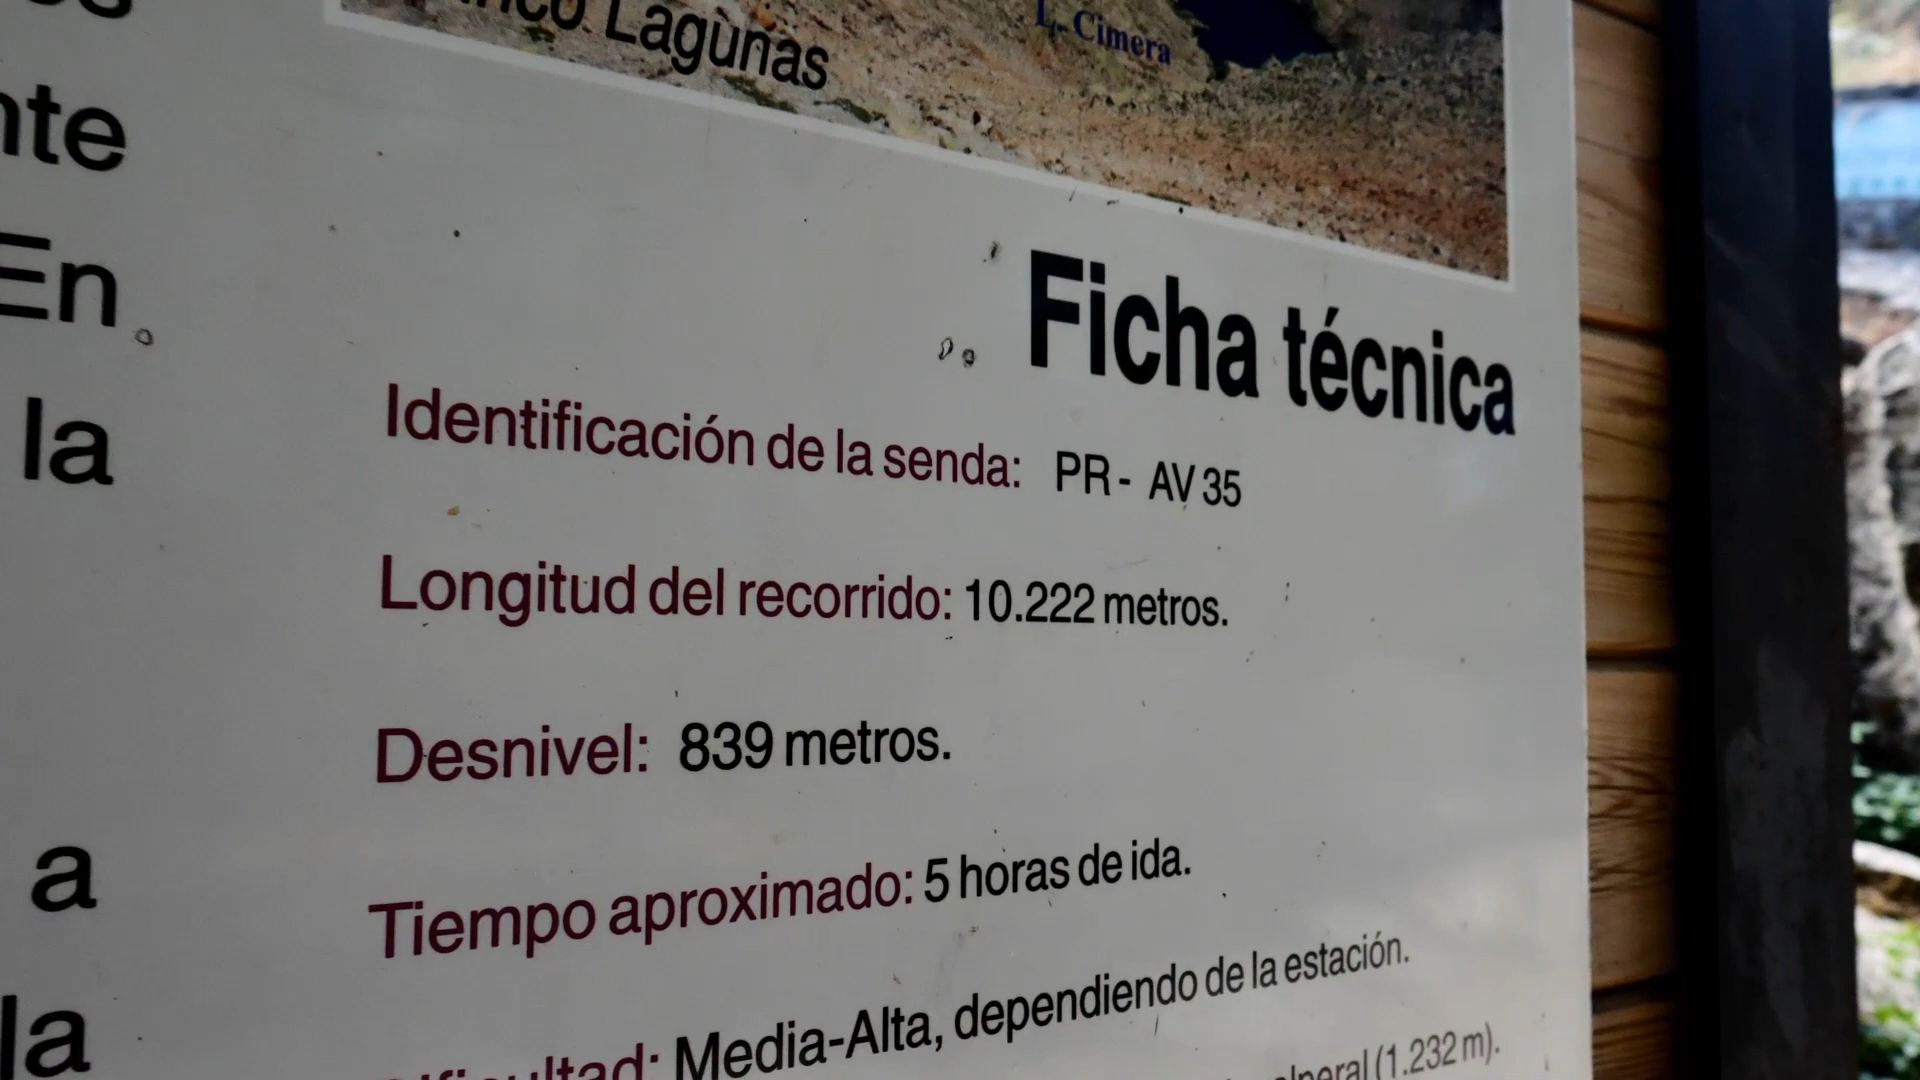 Lagunas
L. Cimera
nte
En
la
a
la
Ficha técnica
Identificación de la senda: PR- AV 35
Longitud del recorrido: 10.222 metros.
Desnivel: 839 metros.
Tiempo aproximado: 5 horas de ida.
Dificultad: Media-Alta, dependiendo de la estación.
(1.232 m).